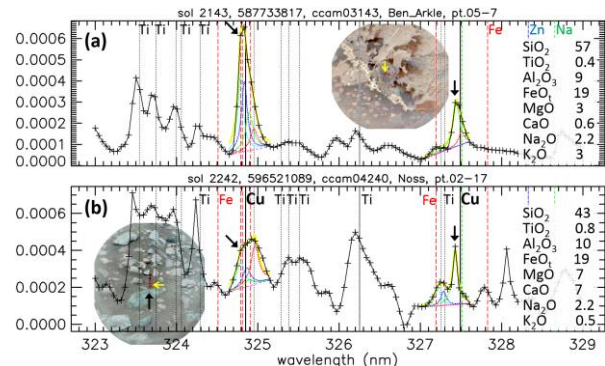 sol 2143, 587733817, ccam03143, Ben_Arkle, pt.05-7
(a)
Ti Ti Ti Ti
Fe Zn Na
0.0006
0.0005
0.0004
0.0003
0.0002
0.0001
0.0000
SiO2 57
TiO2 0.4
Al2O3 9
FeOt 19
MgO 3
CaO 0.6
Na2O 2.2
K2O 3
sol 2242, 596521089, ccam04240, Noss, pt.02-17
(b)
Ti Fe Cu Ti Ti Ti Ti Fe Ti Cu
0.0006
0.0004
0.0002
0.0000
SiO2 43
TiO2 0.8
Al2O3 10
FeOt 19
MgO 7
CaO 7
Na2O 2.2
K2O 0.5
323 324 325 326 327 328 329
wavelength (nm)